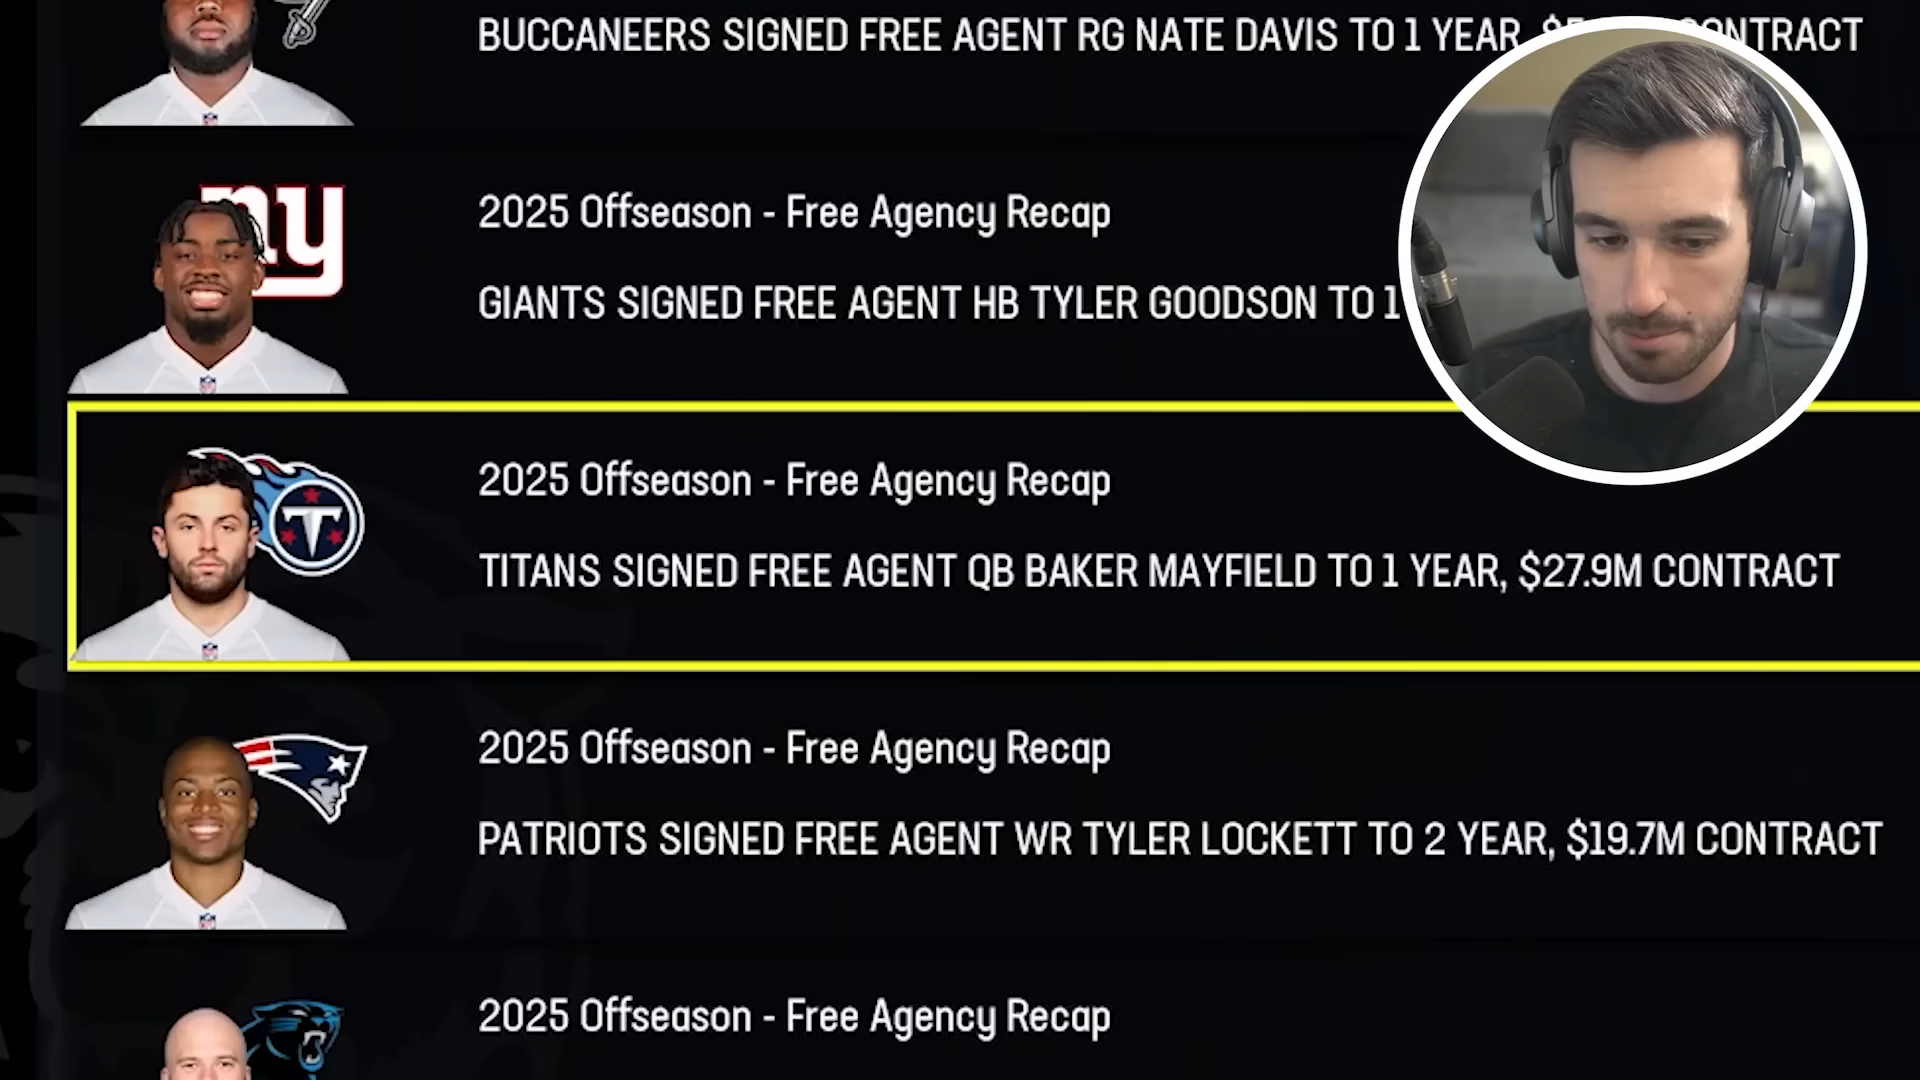 BUCCANEERS SIGNED FREE AGENT RG NATE DAVIS TO 1 YEAR, CONTRACT
ny
2025 Offseason - Free Agency Recap
GIANTS SIGNED FREE AGENT HB TYLER GOODSON TO 1
2025 Offseason - Free Agency Recap
T
TITANS SIGNED FREE AGENT QB BAKER MAYFIELD TO 1 YEAR, $27.9M CONTRACT
2025 Offseason - Free Agency Recap
PATRIOTS SIGNED FREE AGENT WR TYLER LOCKETT TO 2 YEAR, $19.7M CONTRACT
2025 Offseason - Free Agency Recap